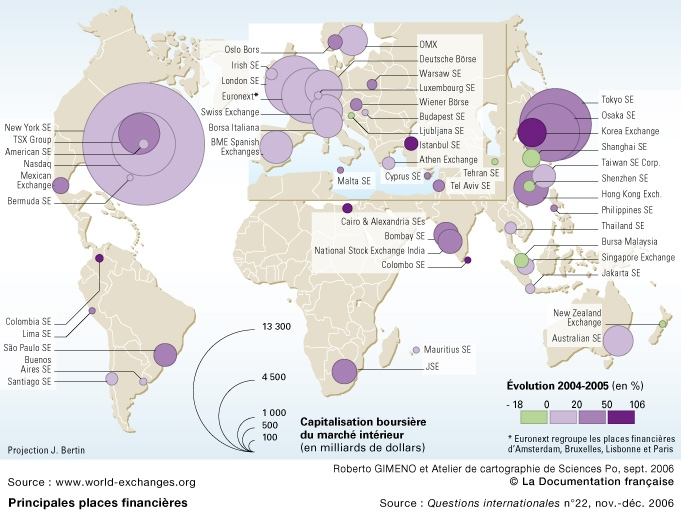 Oslo Bors
Irish SE
London SE
Euronext*
Swiss Exchange
Borsa Italiana
BME Spanish
Exchanges
OMX
Deutsche Börse
Warsaw SE
Luxembourg SE
Wiener Börse
Budapest SE
Ljubljana SE
Istanbul SE
Athen Exchange
Tehran SE
Cyprus SE
Malta SE
Tel Aviv SE
New York SE
TSX Group
American SE
Nasdaq
Mexican
Exchange
Bermuda SE
Tokyo SE
Osaka SE
Korea Exchange
Shanghai SE
Taiwan SE Corp.
Shenzhen SE
Hong Kong Exch.
Philippines SE
Thailand SE
Bursa Malaysia
Singapore Exchange
Jakarta SE
Cairo & Alexandria SEs
Bombay SE
National Stock Exchange India
Colombo SE
Colombia SE
Lima SE
São Paulo SE
Buenos
Aires SE
Santiago SE
Mauritius SE
JSE
New Zealand
Exchange
Australian SE
13 300
4 500
1 000
500
100
Capitalisation boursière
du marché intérieur
(en milliards de dollars)
Évolution 2004-2005 (en %)
- 18 0 20 50 106
* Euronext regroupe les places financières
d'Amsterdam, Bruxelles, Lisbonne et Paris
Projection J. Bertin
Roberto GIMENO et Atelier de cartographie de Sciences Po, sept. 2006
Source : www.world-exchanges.org
© La Documentation française
Principales places financières
Source : Questions internationales n°22, nov.-déc. 2006